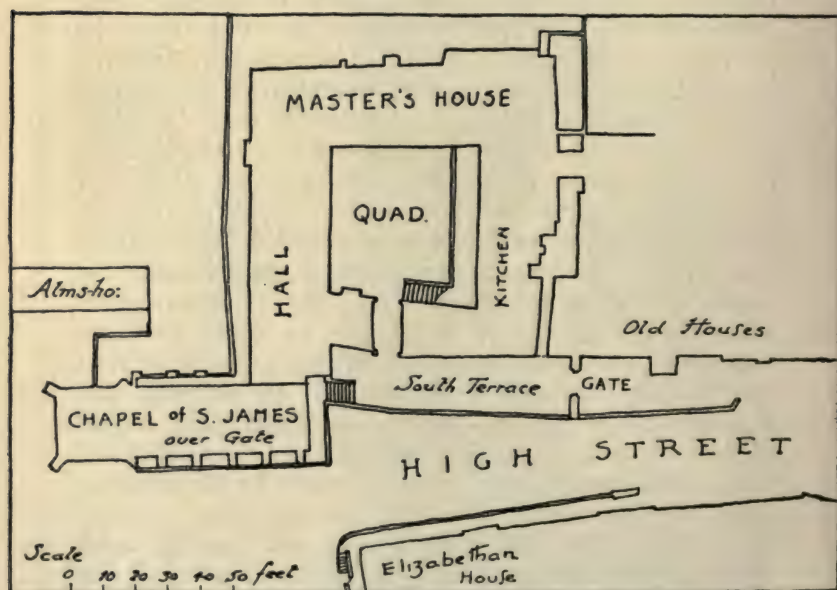 MASTER'S HOUSE
QUAD.
HALL
KITCHEN
Alms-ho:
Old Houses
South Terrace GATE
CHAPEL of S. JAMES
over Gate
HIGH STREET
Scale
0 10 20 30 40 50 feet
Elizabethan
House